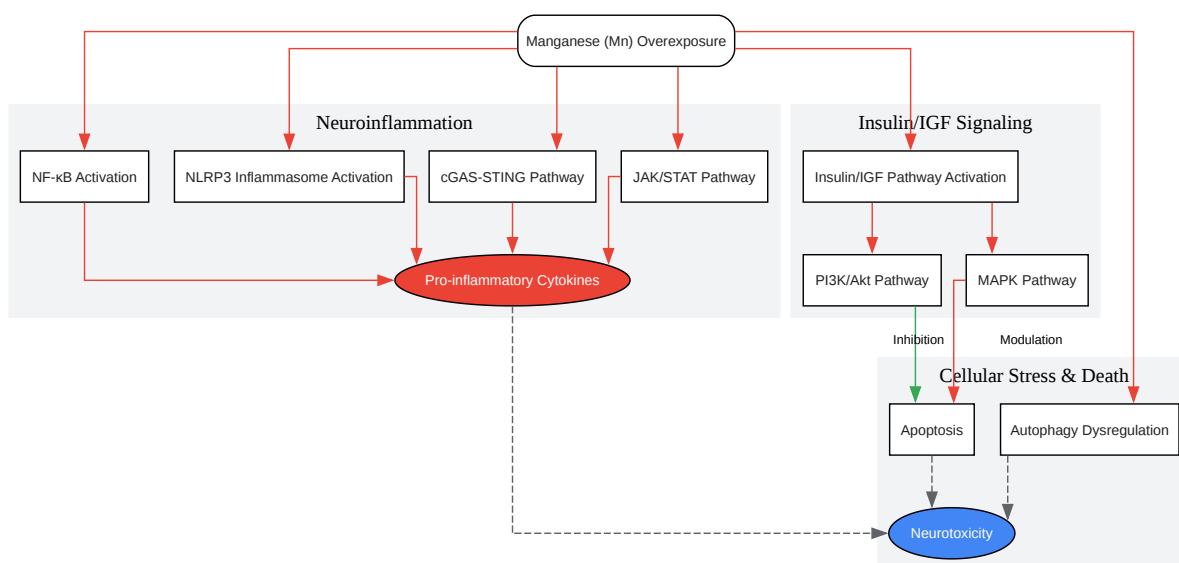 Manganese (Mn) Overexposure
Neuroinflammation
Insulin/IGF Signaling
NF-κB Activation
NLRP3 Inflammasome Activation
cGAS-STING Pathway
JAK/STAT Pathway
Insulin/IGF Pathway Activation
Pro-inflammatory Cytokines
PI3K/Akt Pathway
MAPK Pathway
Inhibition
Modulation
Cellular Stress & Death
Apoptosis
Autophagy Dysregulation
Neurotoxicity